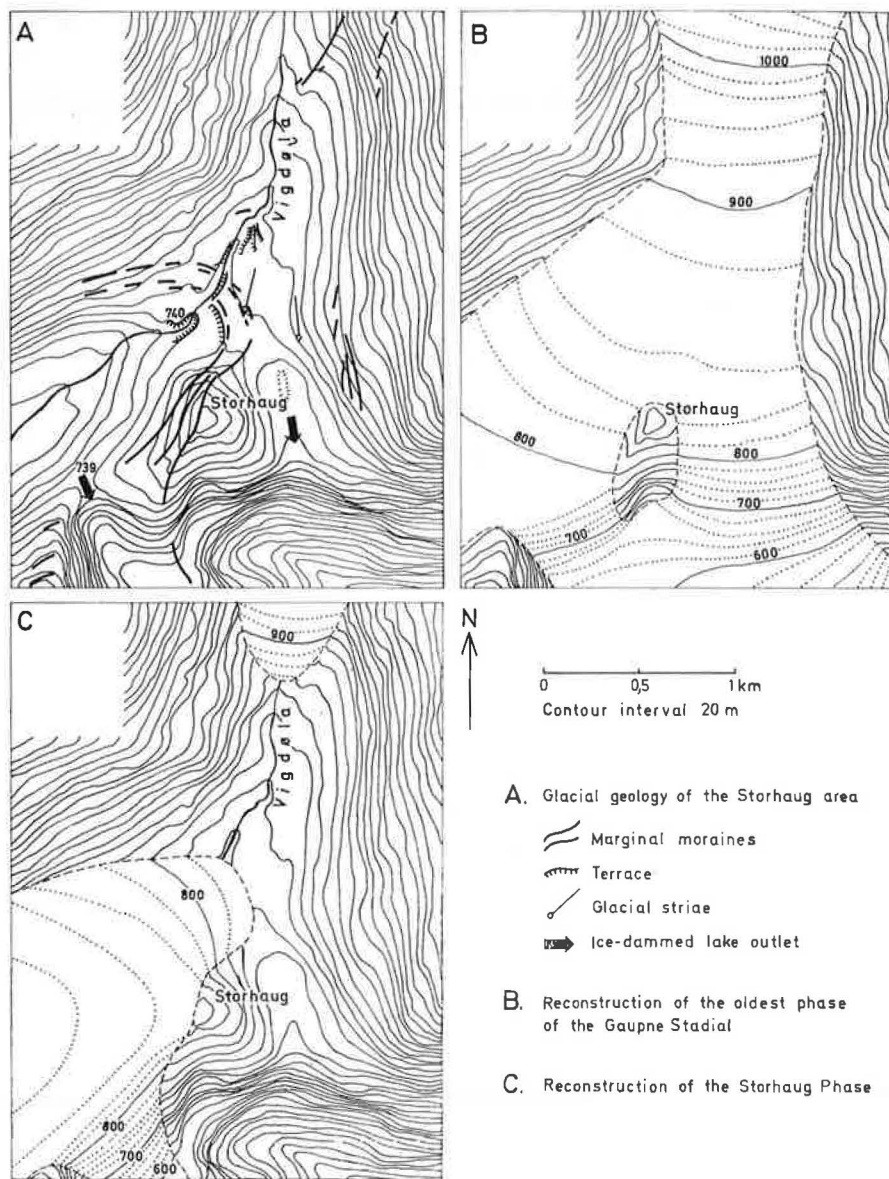 A
Vigdøla
740
Storhaug
739
B
1000
900
Storhaug
800
800
700
700
600
C
900
Vigdøla
800
Storhaug
800
700
600
N
0 0,5 1 km
Contour interval 20 m
A. Glacial geology of the Storhaug area
Marginal moraines
Terrace
Glacial striae
Ice-dammed lake outlet
B. Reconstruction of the oldest phase
of the Gaupne Stadial
C. Reconstruction of the Storhaug Phase